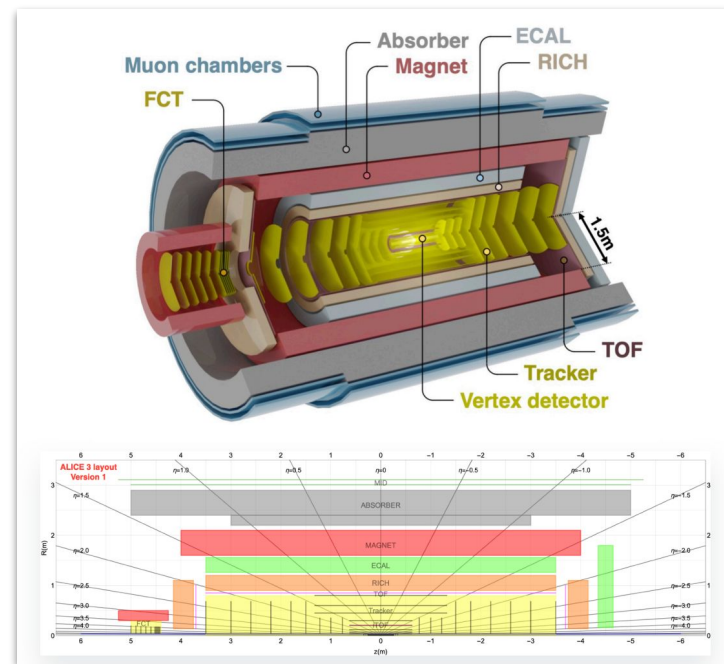 Absorber
ECAL
Muon chambers
Magnet
RICH
FCT
1.5m
TOF
Tracker
Vertex detector
ALICE 3 layout
Version 1
6 5 4 3 2 1 0 −1 −2 −3 −4 −5 −6
η=1.0 η=0.5 η=0 η=−0.5 η=−1.0
MID
3 η=1.5 η=−1.5 3
ABSORBER
R(m)
2 2
MAGNET
η=2.0 η=−2.0
ECAL
RICH
1 η=2.5 η=−2.5 1
TOF
η=3.0 η=−3.0
Tracker
η=3.5 FCT η=−3.5
η=4.0 iTOF η=−4.0
0 0
6 5 4 3 2 1 0 −1 −2 −3 −4 −5 −6
z(m)